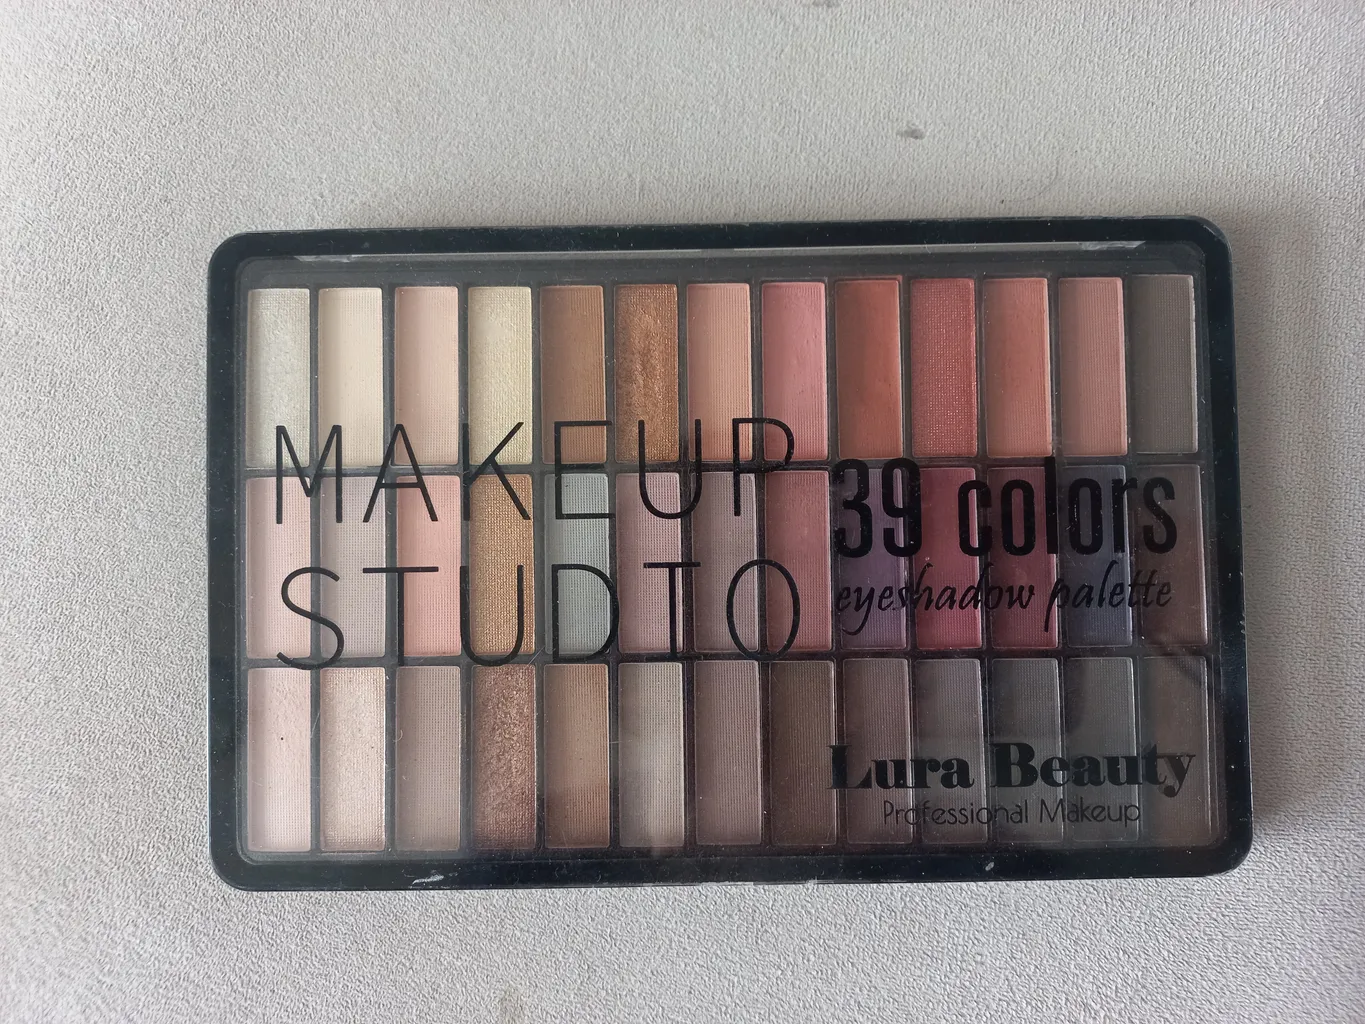 MAKEUP
STUDIO
39 colors
eyeshadow palette
Lura Beauty
Professional Makeup